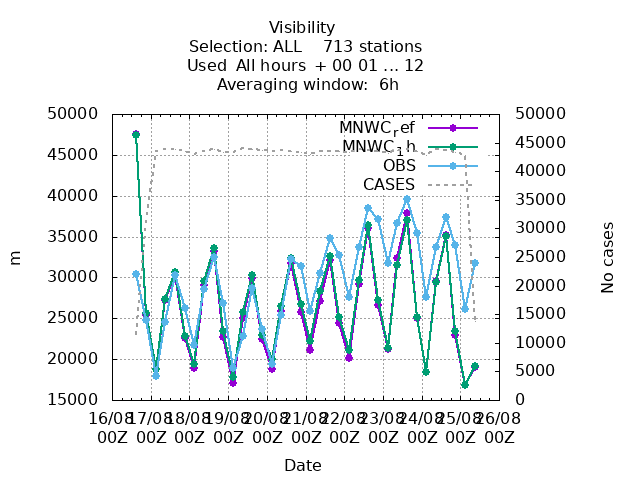 Visibility
Selection: ALL    713 stations
Used  All hours  + 00 01 ... 12
Averaging window:  6h
50000
45000
40000
35000
30000
25000
20000
15000
m
MNWC_ref
MNWC_1h
OBS
CASES
50000
45000
40000
35000
30000
25000
20000
15000
10000
5000
0
No cases
16/08 17/08 18/08 19/08 20/08 21/08 22/08 23/08 24/08 25/08 26/08
00Z 00Z 00Z 00Z 00Z 00Z 00Z 00Z 00Z 00Z 00Z
Date